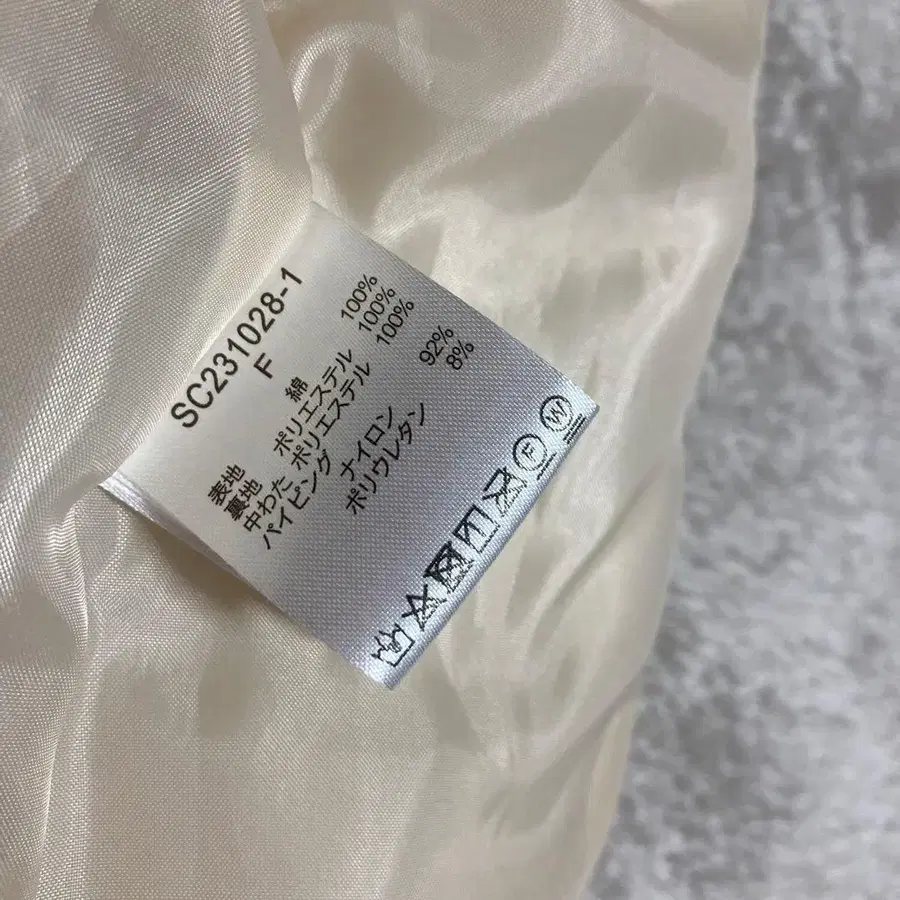 SC231028-1
F
表地 綿 100%
裏地 ポリエステル 100%
中わた ポリエステル 100%
パイピング ナイロン 92%
ポリウレタン 8%
F
W